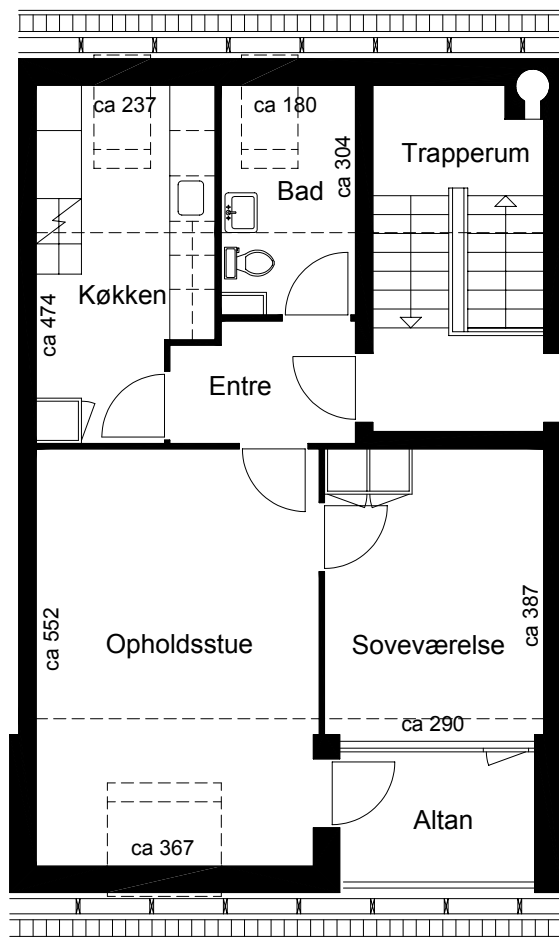 ca 237
ca 180
ca 304
Trapperum
Bad
Køkken
ca 474
Entre
ca 552
Opholdsstue
Soveværelse
ca 387
ca 290
Altan
ca 367